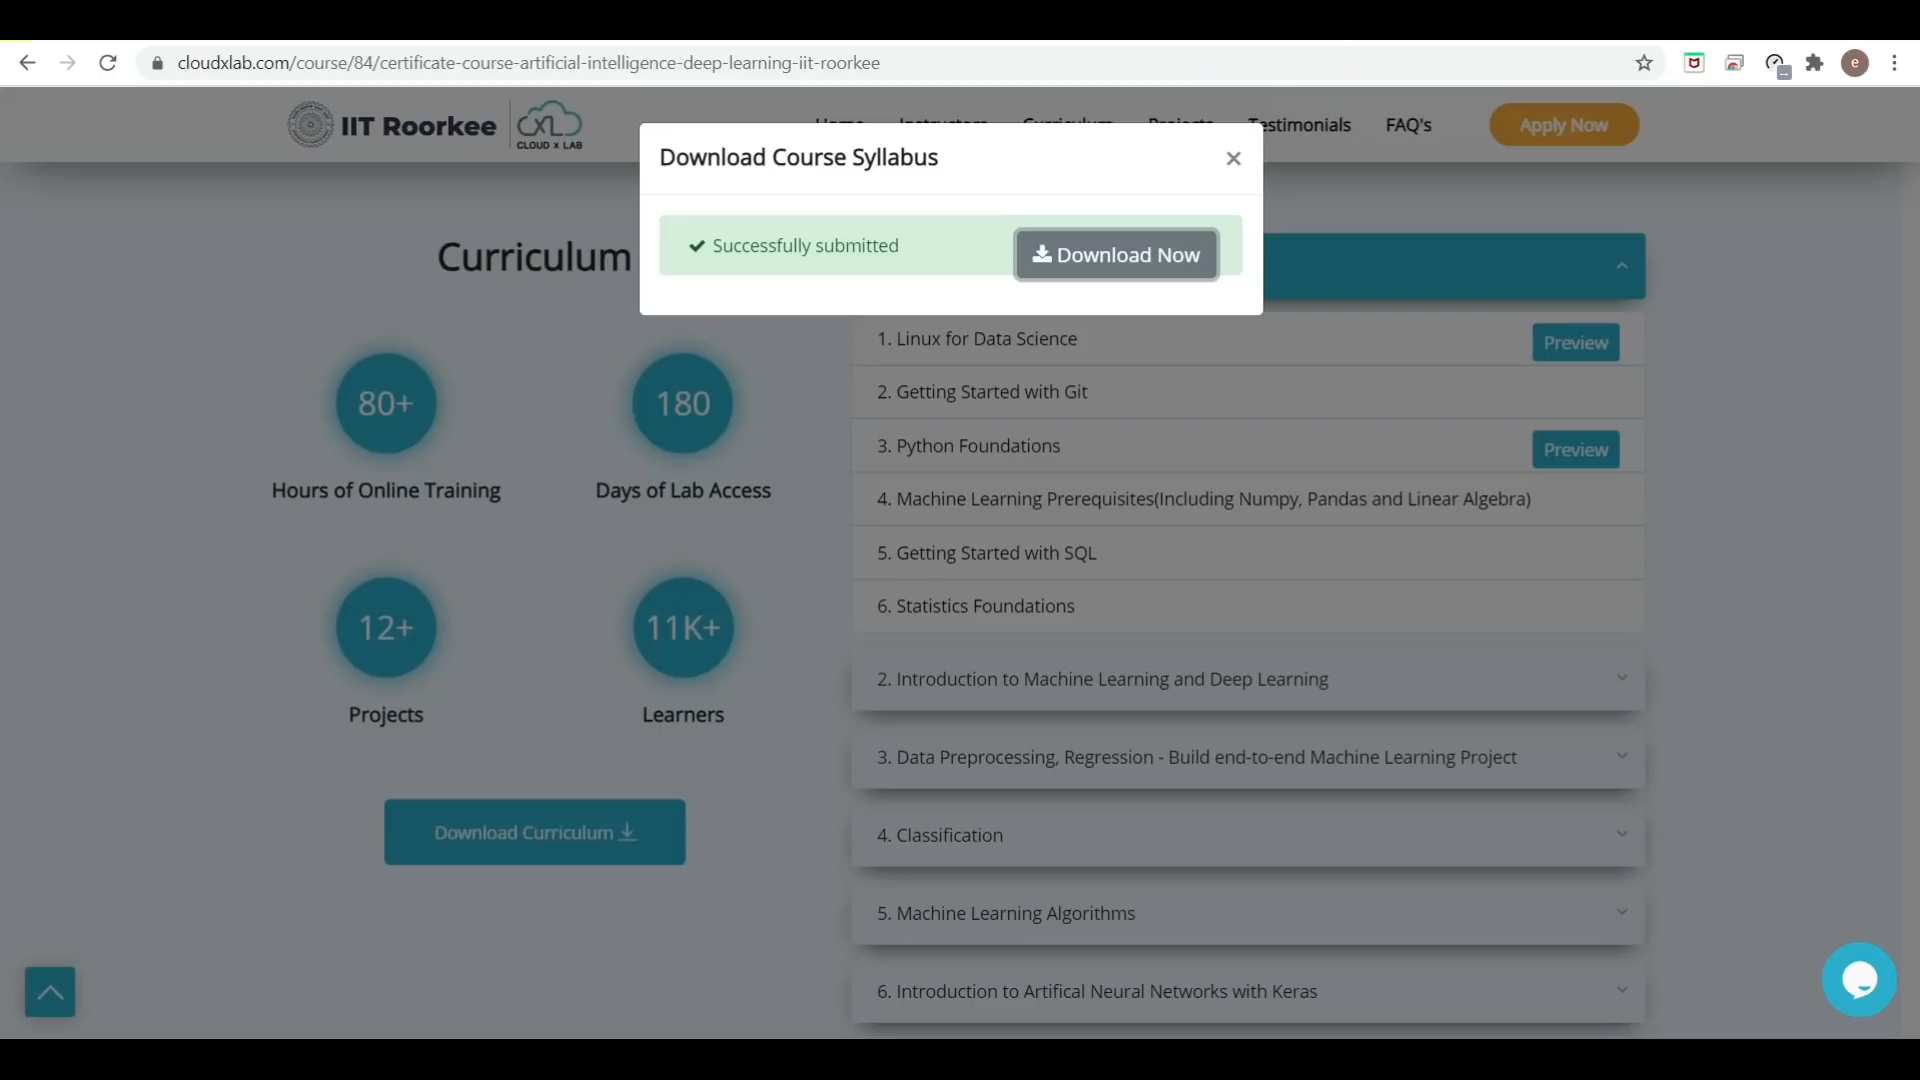 cloudxlab.com/course/84/certificate-course-artificial-intelligence-deep-learning-iit-roorkee
e
IIT Roorkee
CLOUD X LAB
Home Instructors Curriculum Projects Testimonials FAQ's
Apply Now
Download Course Syllabus
Successfully submitted
Download Now
Curriculum
80+
Hours of Online Training
180
Days of Lab Access
12+
Projects
11K+
Learners
Download Curriculum
1. Linux for Data Science
Preview
2. Getting Started with Git
3. Python Foundations
Preview
4. Machine Learning Prerequisites(Including Numpy, Pandas and Linear Algebra)
5. Getting Started with SQL
6. Statistics Foundations
2. Introduction to Machine Learning and Deep Learning
3. Data Preprocessing, Regression - Build end-to-end Machine Learning Project
4. Classification
5. Machine Learning Algorithms
6. Introduction to Artifical Neural Networks with Keras